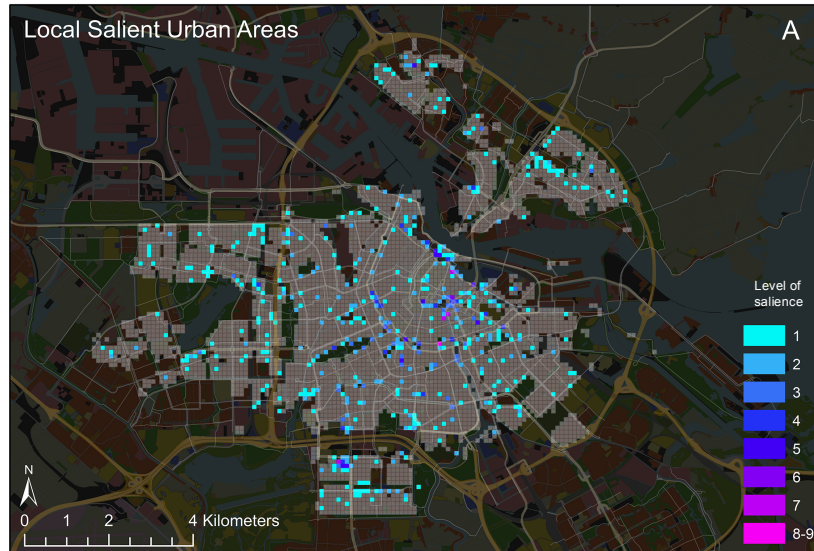 Local Salient Urban Areas
A
Level of
salience
1
2
3
4
5
6
7
8-9
N
0 1 2 4 Kilometers